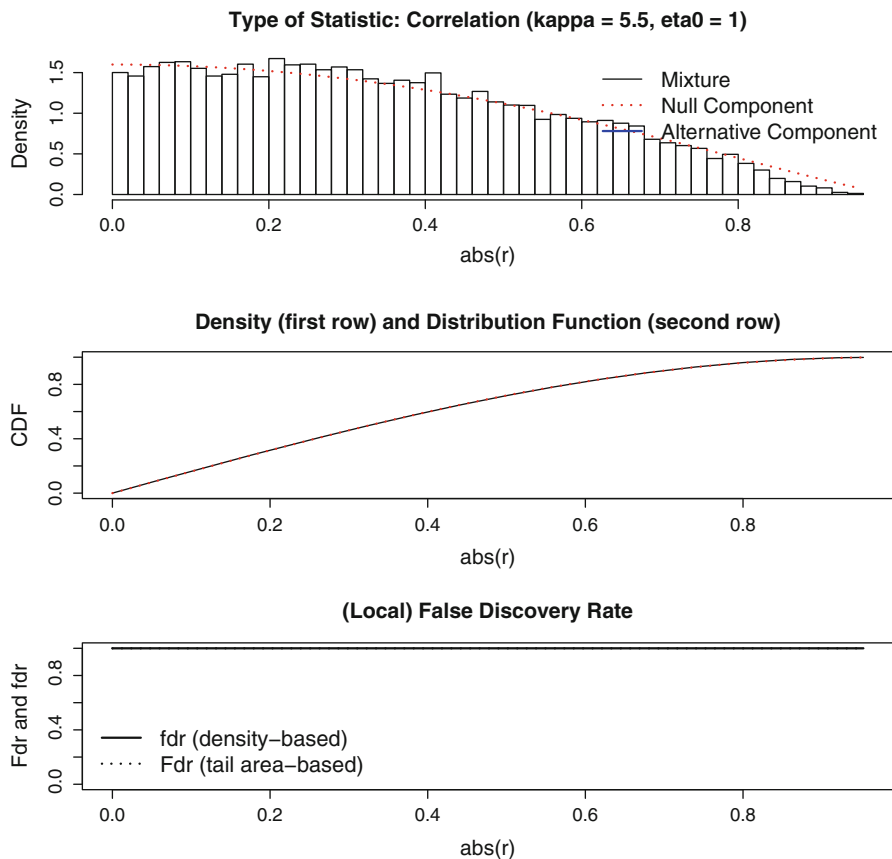 Type of Statistic: Correlation (kappa = 5.5, eta0 = 1)
Density
0.0 0.5 1.0 1.5
Mixture
Null Component
Alternative Component
0.0 0.2 0.4 0.6 0.8
abs(r)
Density (first row) and Distribution Function (second row)
CDF
0.0 0.4 0.8
0.0 0.2 0.4 0.6 0.8
abs(r)
(Local) False Discovery Rate
Fdr and fdr
0.0 0.4 0.8
fdr (density−based)
Fdr (tail area−based)
0.0 0.2 0.4 0.6 0.8
abs(r)